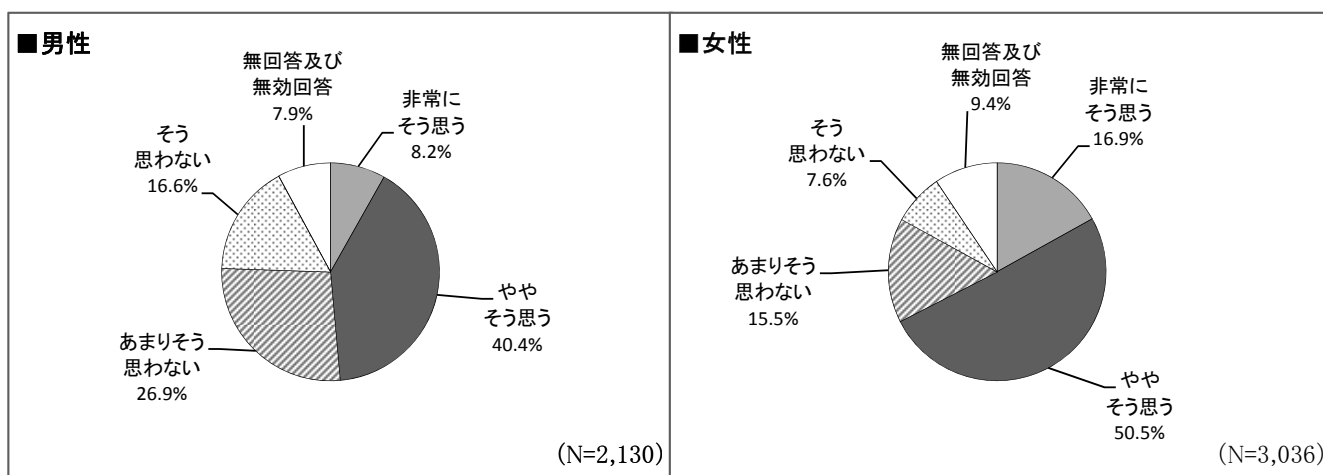 ■男性
無回答及び
無効回答
7.9%
非常に
そう思う
8.2%
そう
思わない
16.6%
やや
そう思う
40.4%
あまりそう
思わない
26.9%
(N=2,130)
■女性
無回答及び
無効回答
9.4%
非常に
そう思う
16.9%
そう
思わない
7.6%
あまりそう
思わない
15.5%
やや
そう思う
50.5%
(N=3,036)